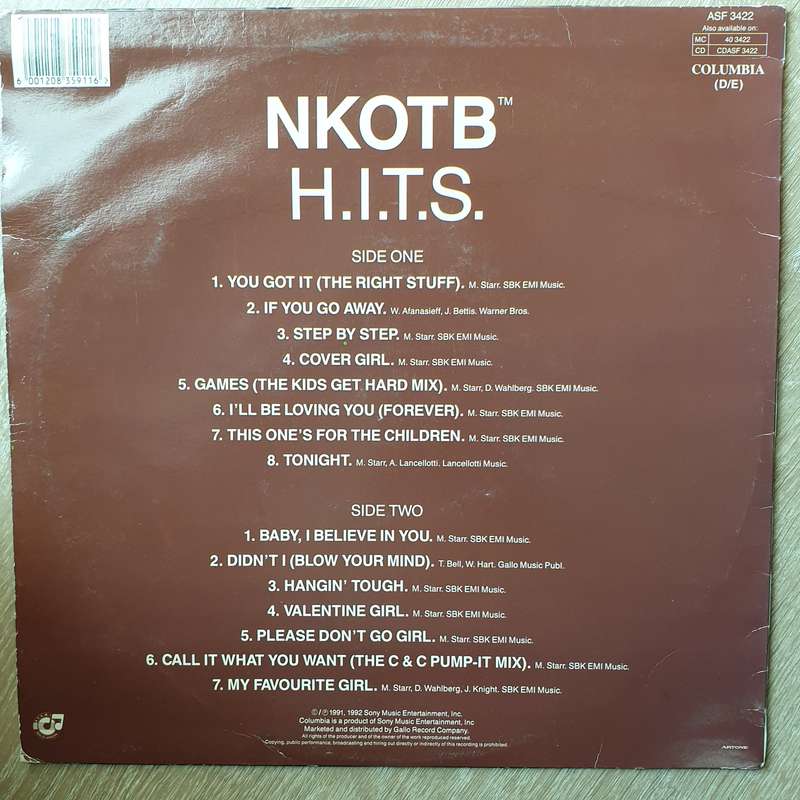 6 001208 359116 >
ASF 3422
Also available on:
MC 40 3422
CD CDASF 3422
COLUMBIA
(D/E)
NKOTB™
H.I.T.S.
SIDE ONE
1. YOU GOT IT (THE RIGHT STUFF). M. Starr. SBK EMI Music.
2. IF YOU GO AWAY. W. Afanasieff, J. Bettis. Warner Bros.
3. STEP BY STEP. M. Starr. SBK EMI Music.
4. COVER GIRL. M. Starr. SBK EMI Music.
5. GAMES (THE KIDS GET HARD MIX). M. Starr, D. Wahlberg. SBK EMI Music.
6. I'LL BE LOVING YOU (FOREVER). M. Starr. SBK EMI Music.
7. THIS ONE'S FOR THE CHILDREN. M. Starr. SBK EMI Music.
8. TONIGHT. M. Starr, A. Lancellotti. Lancellotti Music.
SIDE TWO
1. BABY, I BELIEVE IN YOU. M. Starr. SBK EMI Music.
2. DIDN'T I (BLOW YOUR MIND). T. Bell, W. Hart. Gallo Music Publ.
3. HANGIN' TOUGH. M. Starr. SBK EMI Music.
4. VALENTINE GIRL. M. Starr. SBK EMI Music.
5. PLEASE DON'T GO GIRL. M. Starr. SBK EMI Music.
6. CALL IT WHAT YOU WANT (THE C & C PUMP-IT MIX). M. Starr. SBK EMI Music.
7. MY FAVOURITE GIRL. M. Starr, D. Wahlberg, J. Knight. SBK EMI Music.
©/℗ 1991, 1992 Sony Music Entertainment, Inc.
Columbia is a product of Sony Music Entertainment, Inc
Marketed and distributed by Gallo Record Company.
All rights of the producer and of the owner of the work reproduced reserved.
Copying, public performance, broadcasting and hiring out directly or indirectly of this recording is prohibited.
ARTONE